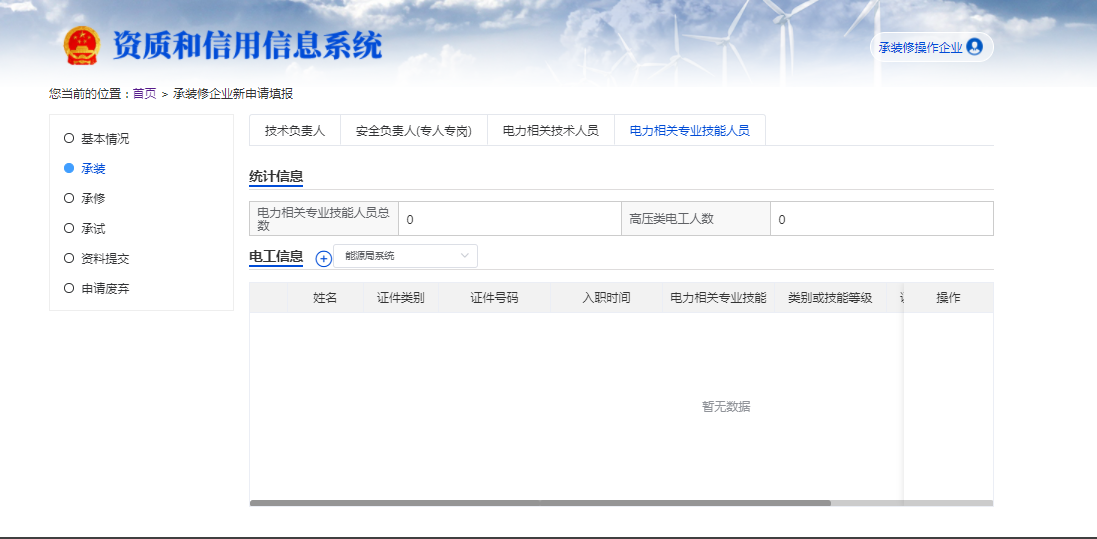 资质和信用信息系统
承装修操作企业
您当前的位置：首页 > 承装修企业新申请填报
基本情况
承装
承修
承试
资料提交
申请废弃
技术负责人 安全负责人(专人专岗) 电力相关技术人员 电力相关专业技能人员
统计信息
电力相关专业技能人员总
数
0
高压类电工人数
0
电工信息 能源局系统
姓名 证件类别 证件号码 入职时间 电力相关专业技能 类别或技能等级 操作
暂无数据